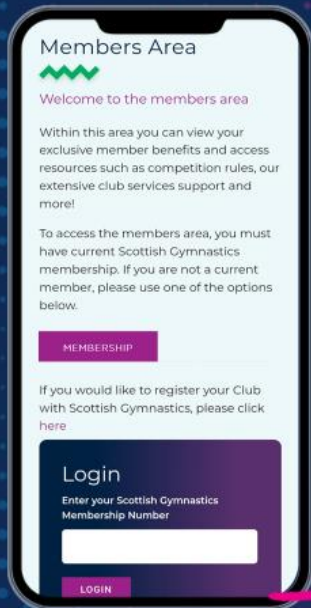 Members Area
Welcome to the members area
Within this area you can view your
exclusive member benefits and access
resources such as competition rules, our
extensive club services support and
more!
To access the members area, you must
have current Scottish Gymnastics
membership. If you are not a current
member, please use one of the options
below.
MEMBERSHIP
If you would like to register your Club
with Scottish Gymnastics, please click
here
Login
Enter your Scottish Gymnastics
Membership Number
LOGIN